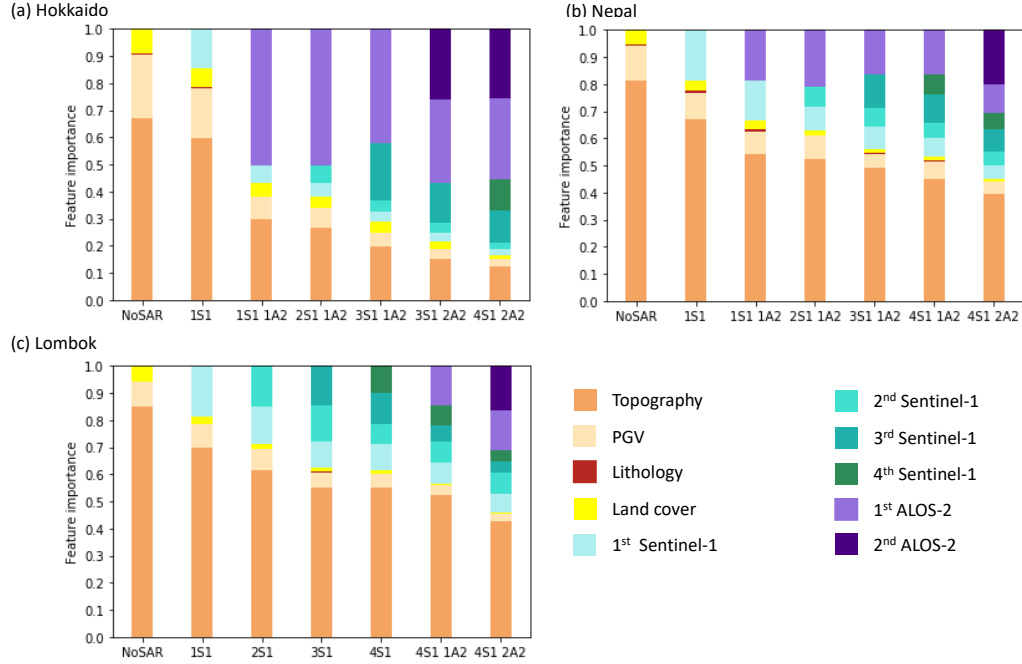 (a) Hokkaido
Feature importance
1.0
0.9
0.8
0.7
0.6
0.5
0.4
0.3
0.2
0.1
0.0
NoSAR 1S1 1S1 1A2 2S1 1A2 3S1 1A2 3S1 2A2 4S1 2A2
(b) Nepal
Feature importance
1.0
0.9
0.8
0.7
0.6
0.5
0.4
0.3
0.2
0.1
0.0
NoSAR 1S1 1S1 1A2 2S1 1A2 3S1 1A2 4S1 1A2 4S1 2A2
(c) Lombok
Feature importance
1.0
0.9
0.8
0.7
0.6
0.5
0.4
0.3
0.2
0.1
0.0
NoSAR 1S1 2S1 3S1 4S1 4S1 1A2 4S1 2A2
Topography
PGV
Lithology
Land cover
1st Sentinel-1
2nd Sentinel-1
3rd Sentinel-1
4th Sentinel-1
1st ALOS-2
2nd ALOS-2